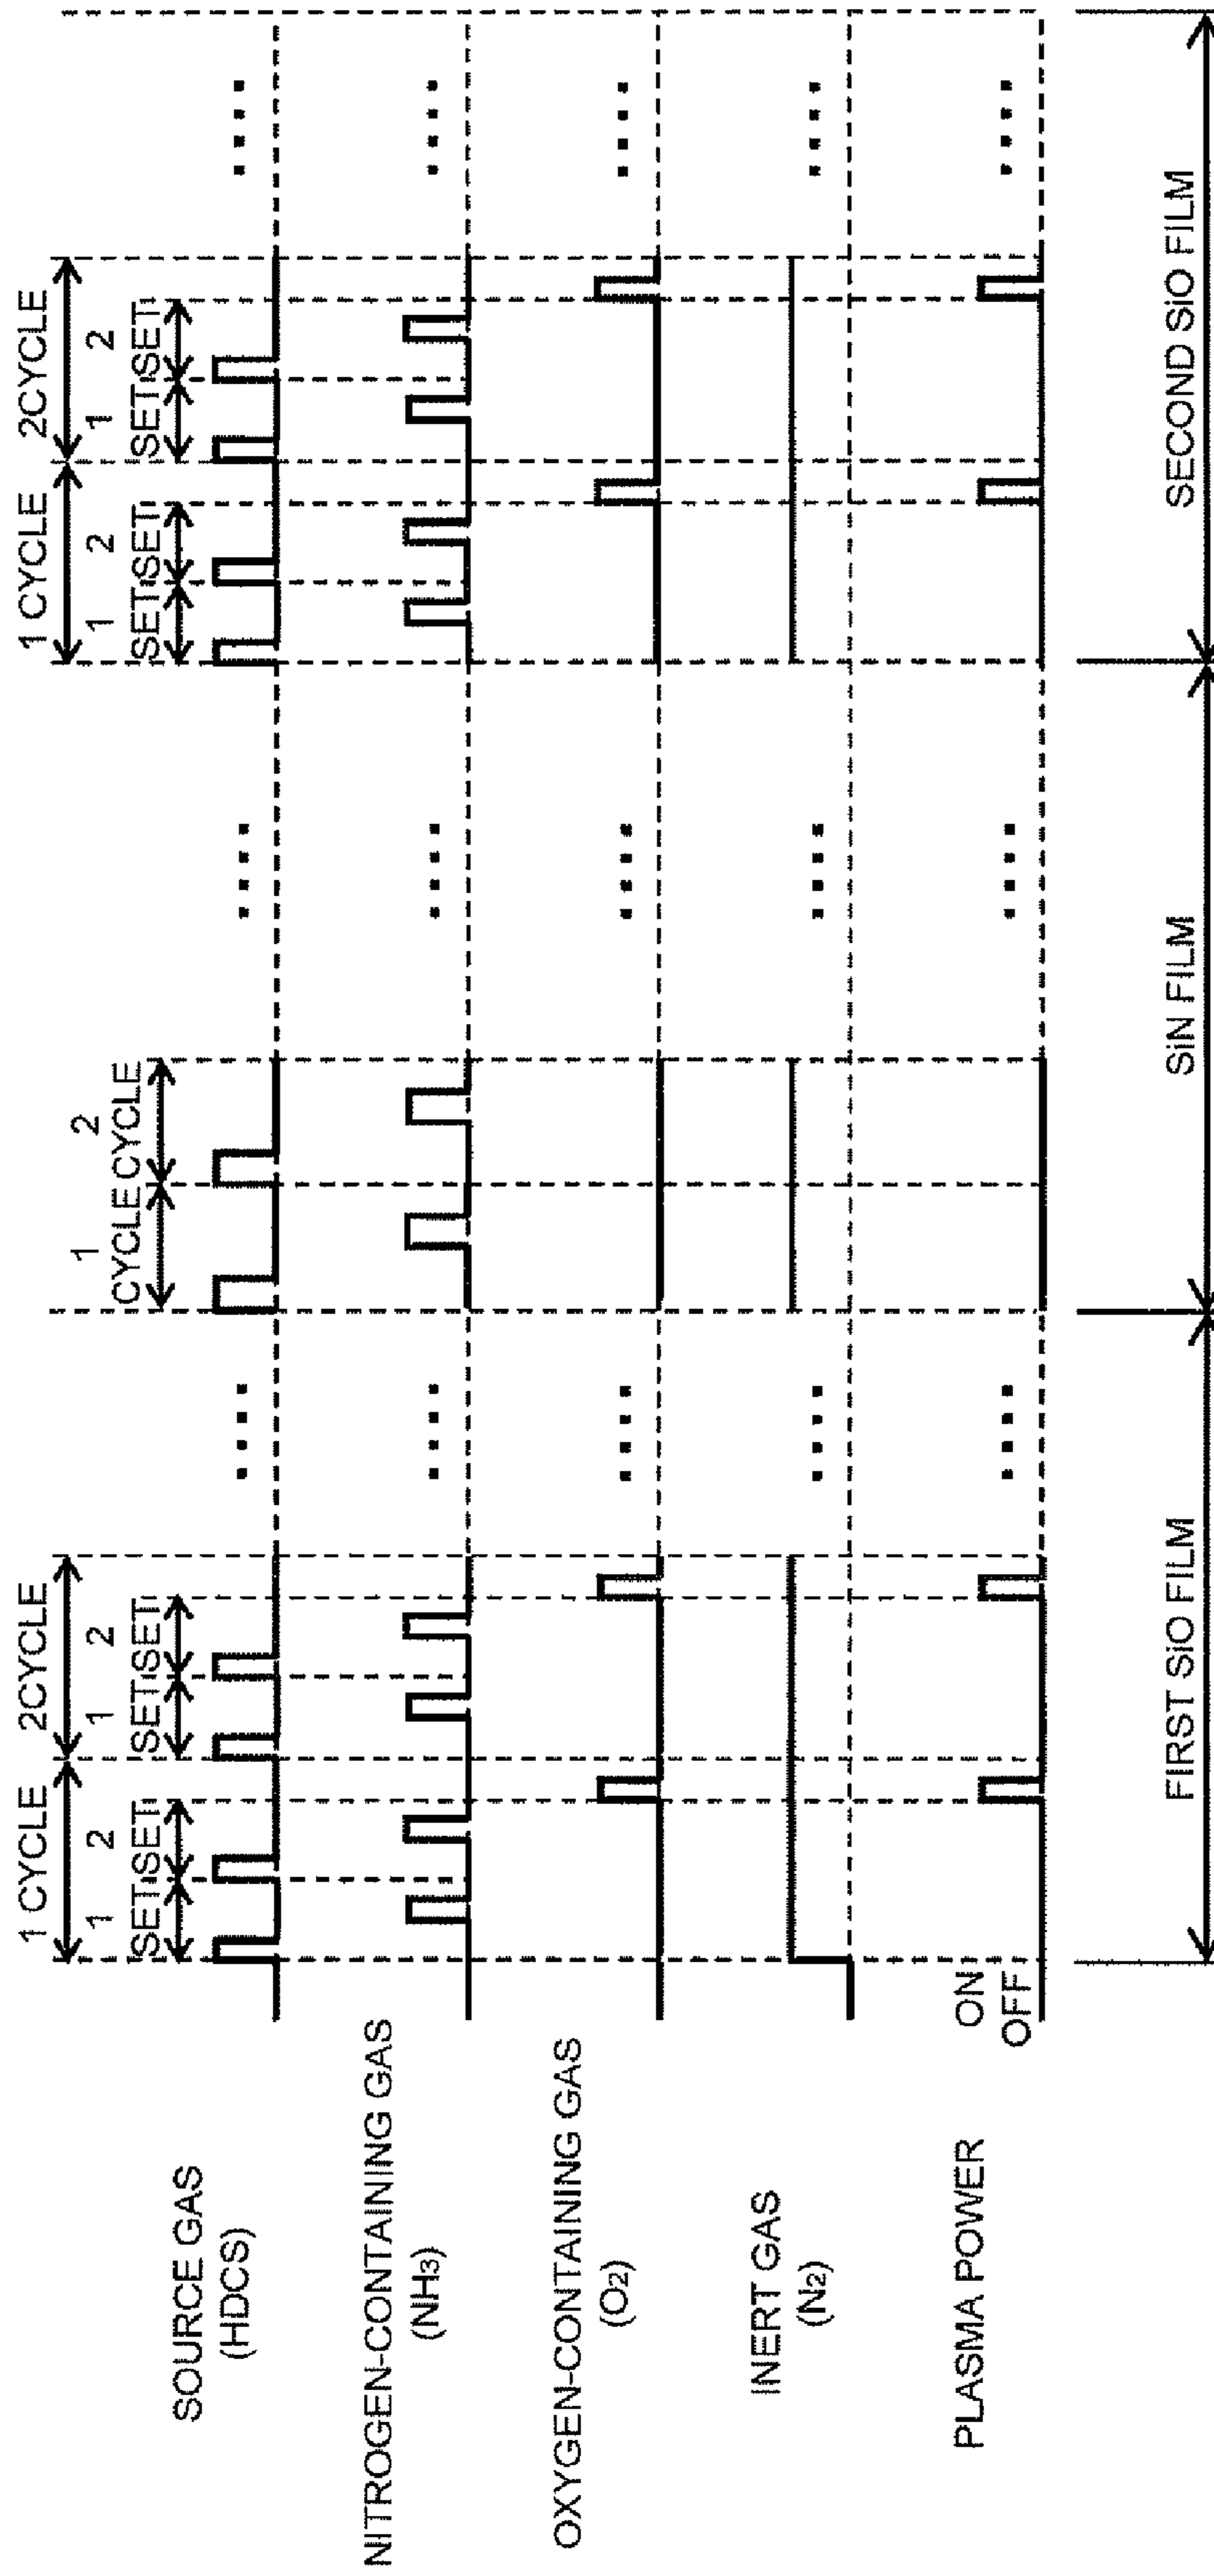 1 CYCLE
2CYCLE
1
SET
2
SET
1
SET
2
SET
1
CYCLE
2
CYCLE
1 CYCLE
2CYCLE
1
SET
2
SET
1
SET
2
SET
SOURCE GAS
(HDCS)
NITROGEN-CONTAINING GAS
(NH3)
OXYGEN-CONTAINING GAS
(O2)
INERT GAS
(N2)
PLASMA POWER
ON
OFF
FIRST SiO FILM
SiN FILM
SECOND SiO FILM